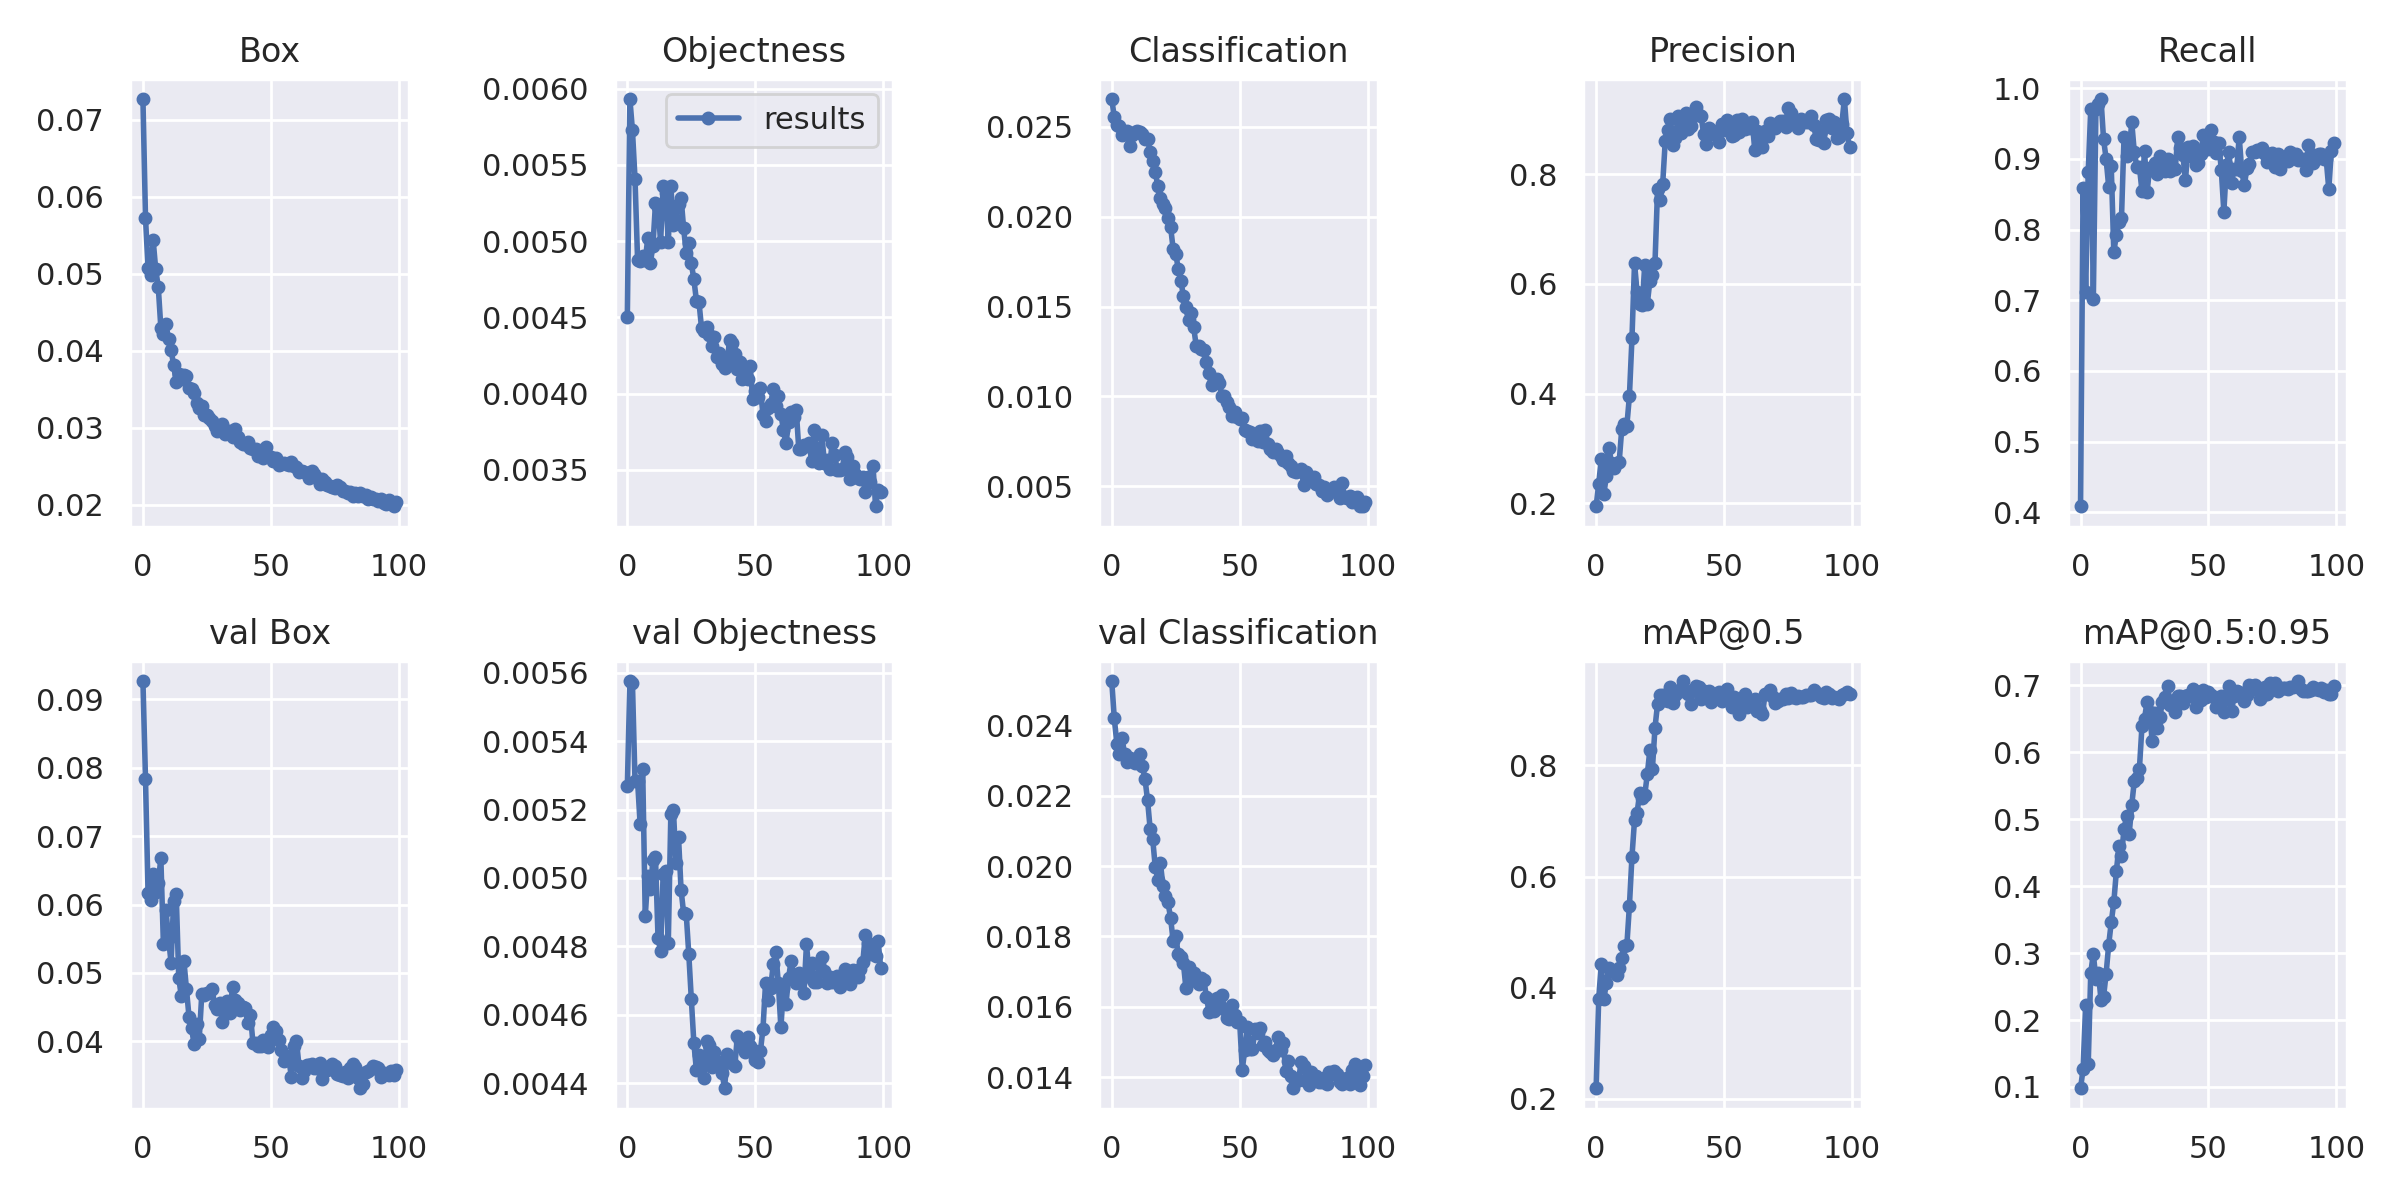 Box
0.07
0.06
0.05
0.04
0.03
0.02
0 50 100
Objectness
results
0.0060
0.0055
0.0050
0.0045
0.0040
0.0035
0 50 100
Classification
0.025
0.020
0.015
0.010
0.005
0 50 100
Precision
0.8
0.6
0.4
0.2
0 50 100
Recall
1.0
0.9
0.8
0.7
0.6
0.5
0.4
0 50 100
val Box
0.09
0.08
0.07
0.06
0.05
0.04
0 50 100
val Objectness
0.0056
0.0054
0.0052
0.0050
0.0048
0.0046
0.0044
0 50 100
val Classification
0.024
0.022
0.020
0.018
0.016
0.014
0 50 100
mAP@0.5
0.8
0.6
0.4
0.2
0 50 100
mAP@0.5:0.95
0.7
0.6
0.5
0.4
0.3
0.2
0.1
0 50 100